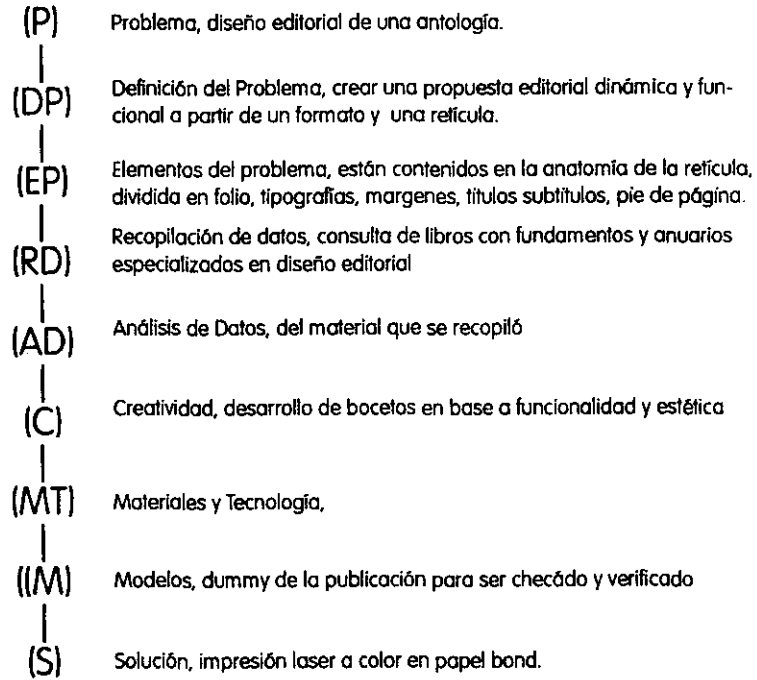 (P) Problema, diseño editorial de una antología.
(DP) Definición del Problema, crear una propuesta editorial dinámica y fun-
cional a partir de un formato y una retícula.
(EP) Elementos del problema, están contenidos en la anatomía de la retícula,
dividida en folio, tipografías, margenes, títulos subtítulos, pie de página.
(RD) Recopilación de datos, consulta de libros con fundamentos y anuarios
especializados en diseño editorial
(AD) Análisis de Datos, del material que se recopiló
(C) Creatividad, desarrollo de bocetos en base a funcionalidad y estética
(MT) Materiales y Tecnología,
((M) Modelos, dummy de la publicación para ser checádo y verificado
(S) Solución, impresión laser a color en papel bond.